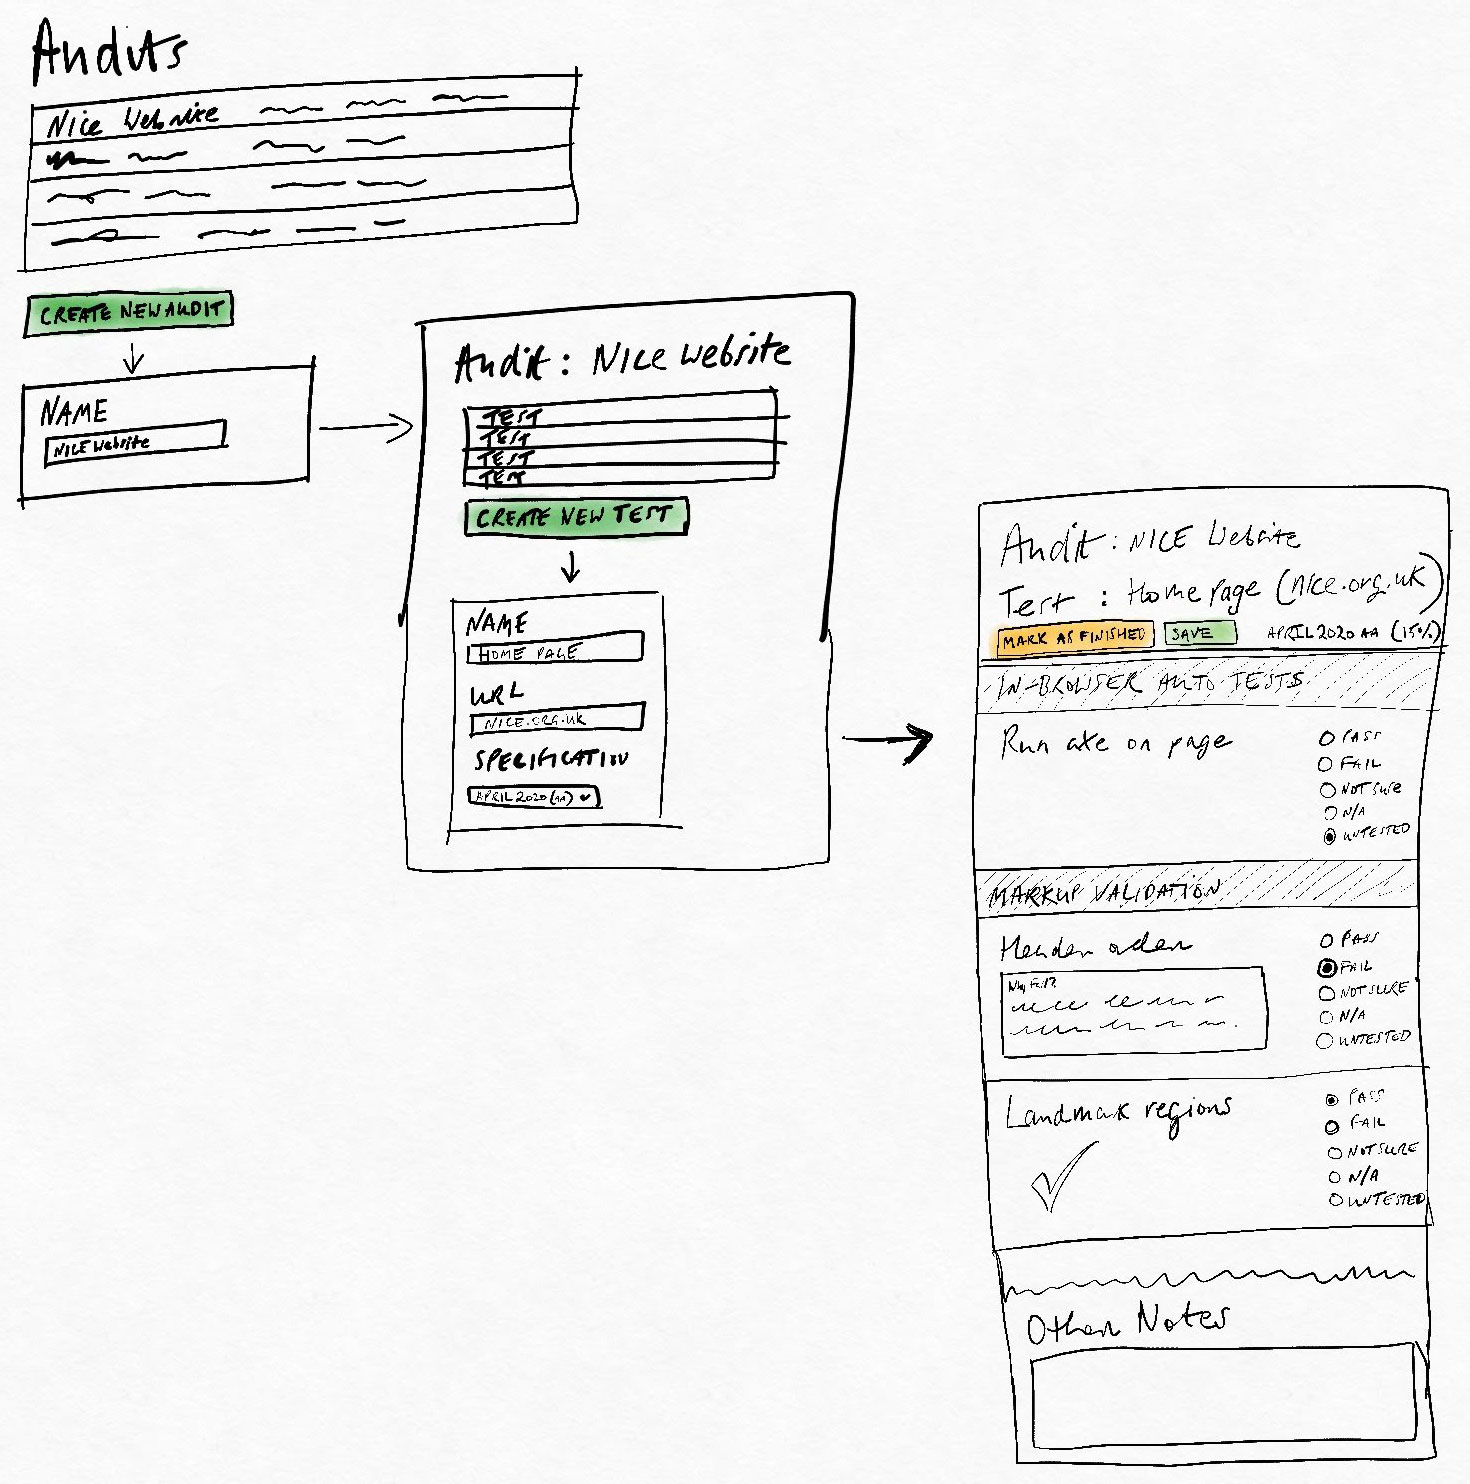 Audits
Nice Website
CREATE NEW AUDIT
NAME
NICE Website
Audit: NICE Website
TEST
TEST
TEST
TEST
CREATE NEW TEST
NAME
HOME PAGE
URL
NICE.ORG.UK
SPECIFICATION
APRIL 2020 (AA)
Audit: NICE Website
Test : Home page (nice.org.uk)
MARK AS FINISHED
SAVE
APRIL 2020 AA (15%)
IN-BROWSER AUTO TESTS
Run axe on page
PASS
FAIL
NOT SURE
N/A
UNTESTED
MARKUP VALIDATION
Header order
Why Fail?
PASS
FAIL
NOT SURE
N/A
UNTESTED
Landmark regions
PASS
FAIL
NOT SURE
N/A
UNTESTED
Other Notes